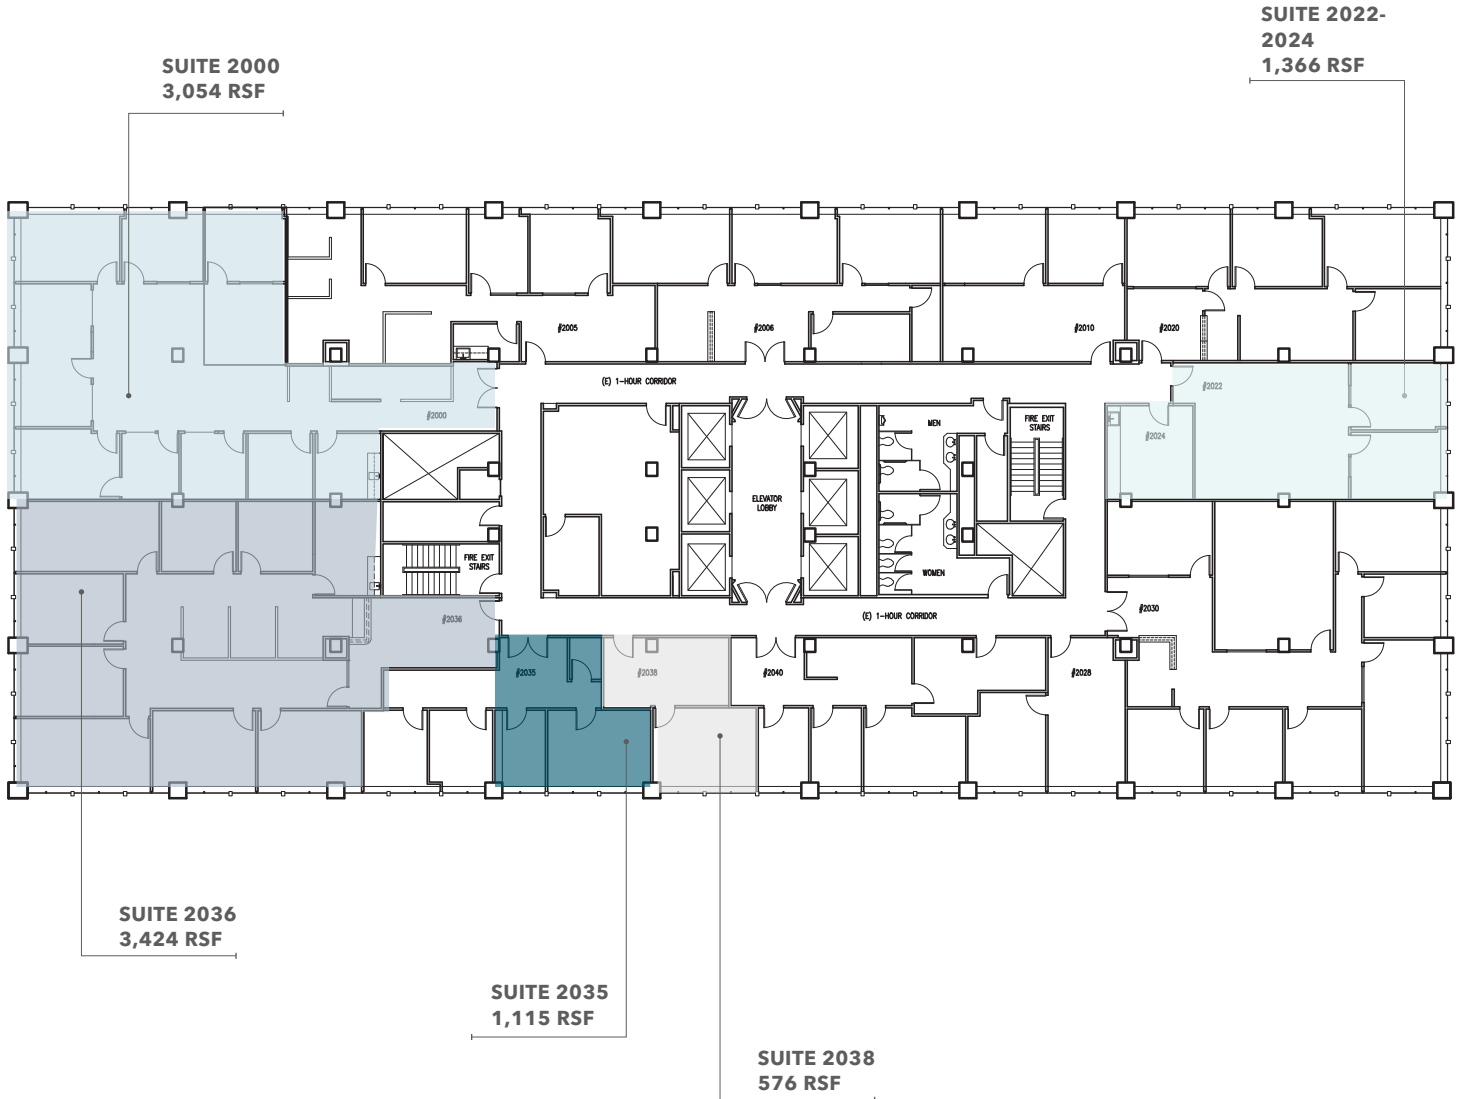 SUITE 2022-
2024
1,366 RSF
SUITE 2000
3,054 RSF
#2005
#2006
#2010
#2020
(E) 1-HOUR CORRIDOR
#2022
#2000
MEN
FIRE EXIT
STAIRS
#2024
ELEVATOR
LOBBY
FIRE EXIT
STAIRS
WOMEN
#2036
(E) 1-HOUR CORRIDOR
#2030
#2035
#2038
#2040
#2028
SUITE 2036
3,424 RSF
SUITE 2035
1,115 RSF
SUITE 2038
576 RSF